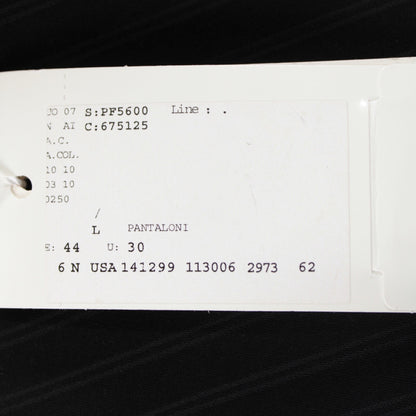 07 S:PF5600 Line : .
AT C:675125
A.C.
A.COL.
10 10
03 10
0250
/
L PANTALONI
E: 44 U: 30
6 N USA 141299 113006 2973 62